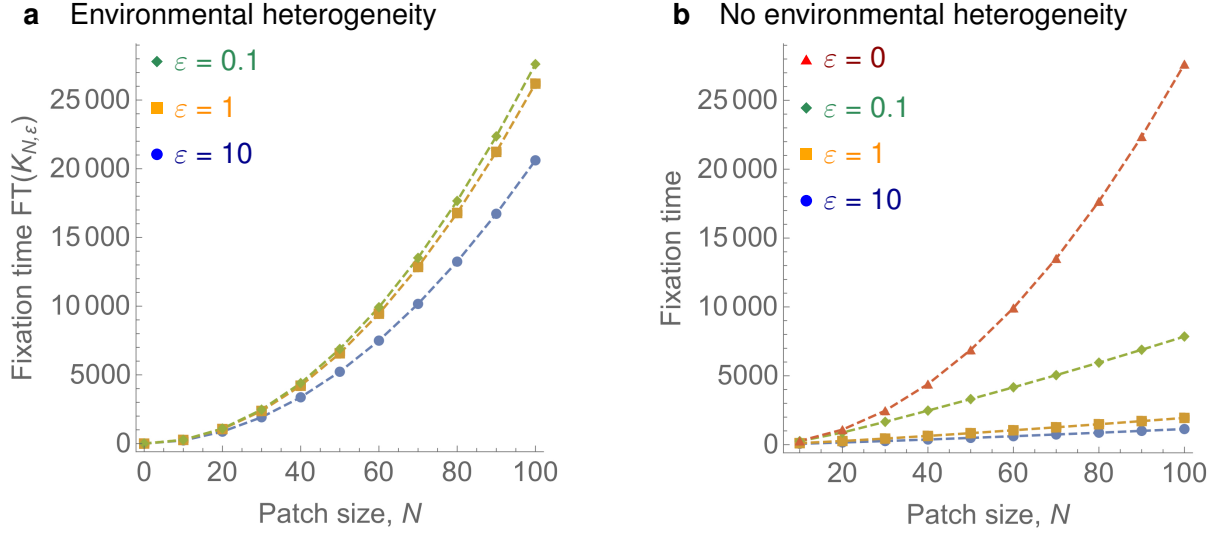 a Environmental heterogeneity
Fixation time FT(K_{N,ε})
25 000
20 000
15 000
10 000
5000
0
ε = 0.1
ε = 1
ε = 10
0 20 40 60 80 100
Patch size, N
b No environmental heterogeneity
Fixation time
25 000
20 000
15 000
10 000
5000
0
ε = 0
ε = 0.1
ε = 1
ε = 10
20 40 60 80 100
Patch size, N